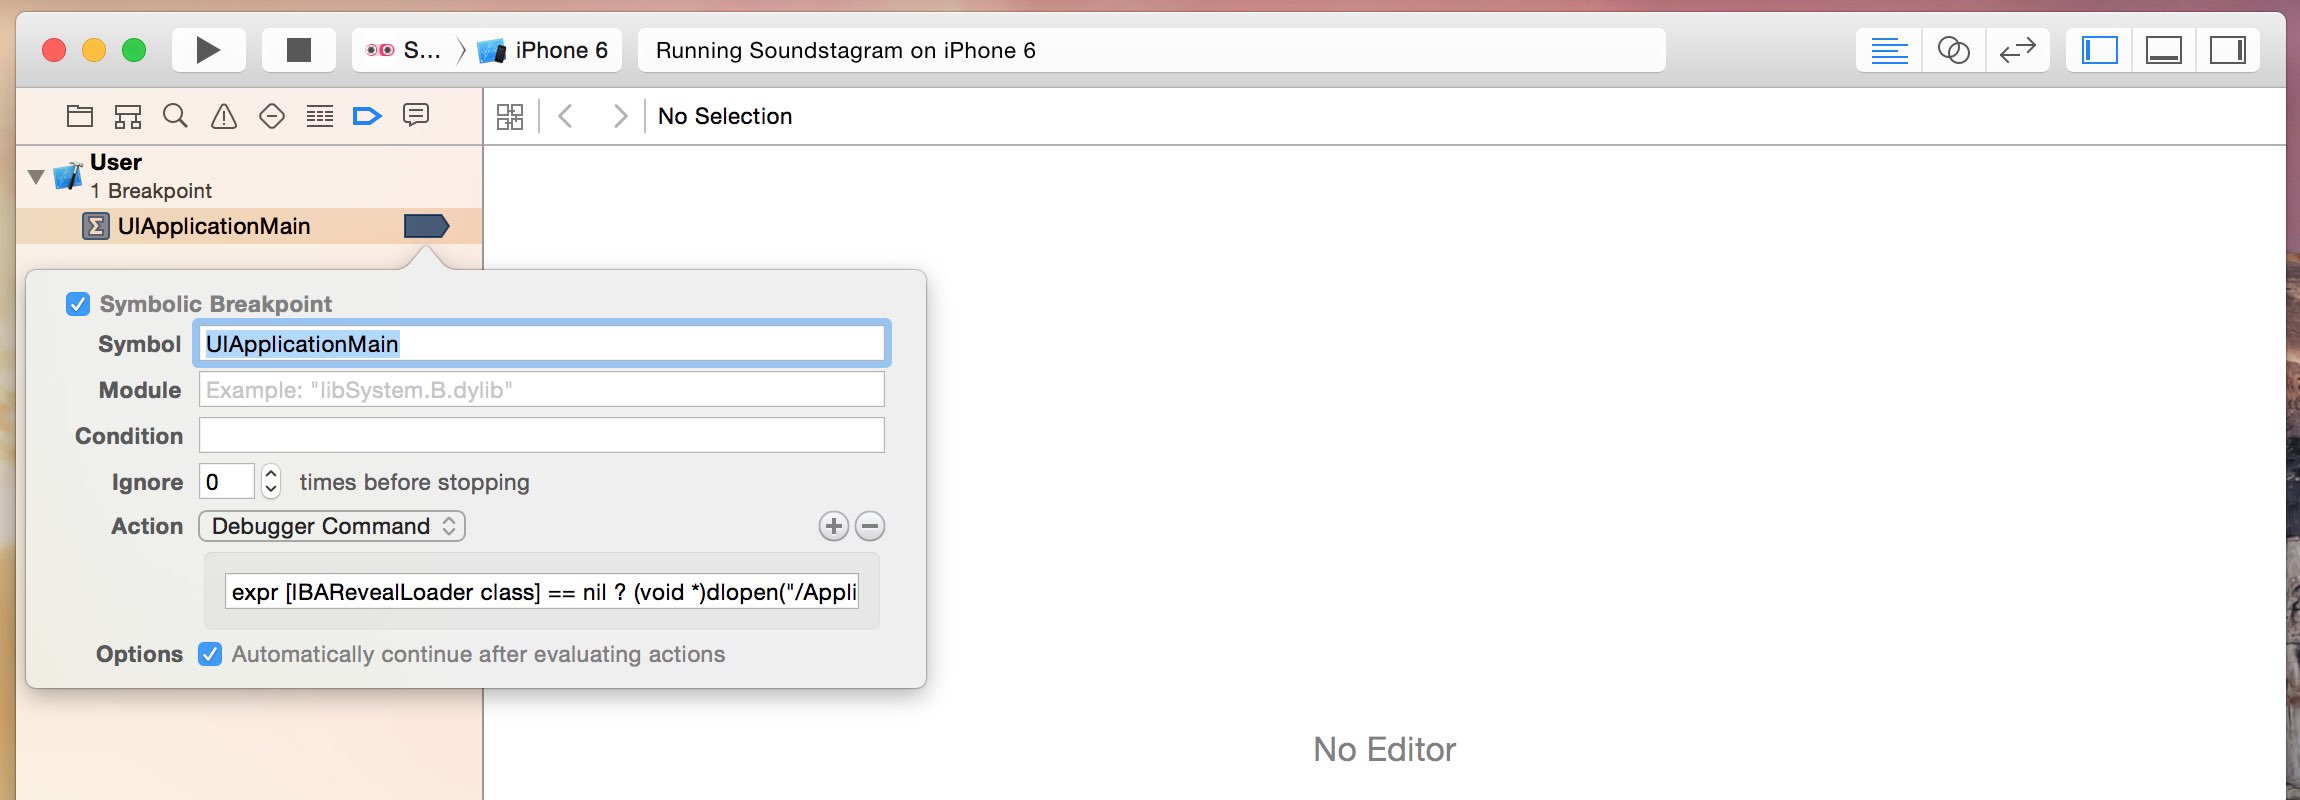 S... iPhone 6 Running Soundstagram on iPhone 6
No Selection
User
1 Breakpoint
UIApplicationMain
Symbolic Breakpoint
Symbol UIApplicationMain
Module Example: "libSystem.B.dylib"
Condition
Ignore 0 times before stopping
Action Debugger Command
expr [IBARevealLoader class] == nil ? (void *)dlopen("/Appli
Options Automatically continue after evaluating actions
No Editor